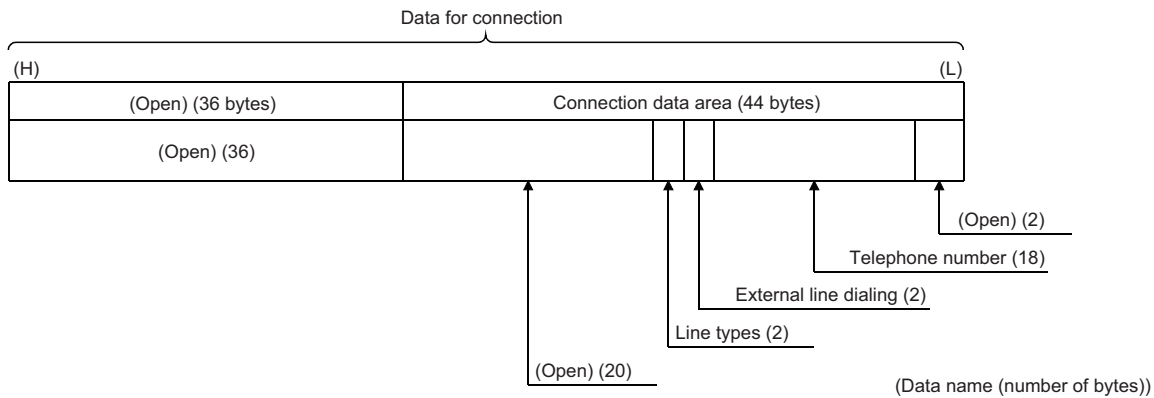 Data for connection
(H) (L)
(Open) (36 bytes) Connection data area (44 bytes)
(Open) (36)
(Open) (2)
Telephone number (18)
External line dialing (2)
Line types (2)
(Open) (20)
(Data name (number of bytes))